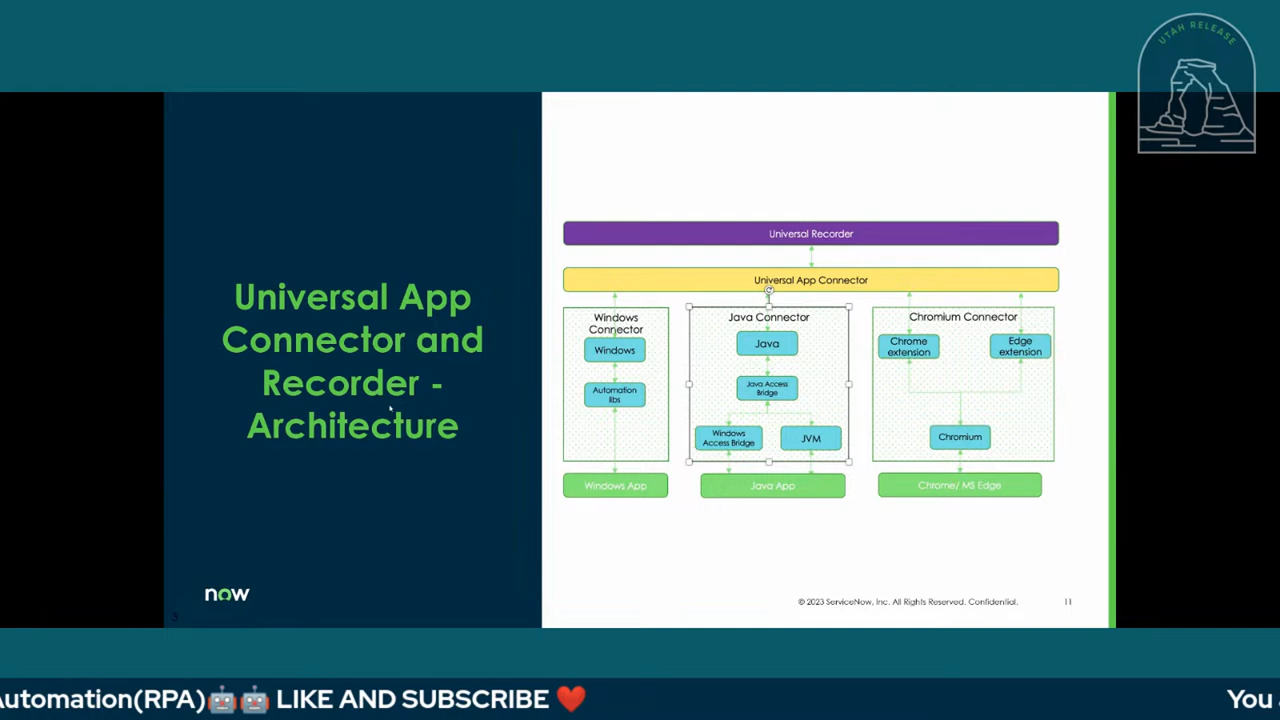 UTAH RELEASE
Universal App
Connector and
Recorder -
Architecture
now
3
Universal Recorder
Universal App Connector
Windows
Connector
Windows
Automation
libs
Windows App
Java Connector
Java
Java Access
Bridge
Windows
Access Bridge
JVM
Java App
Chromium Connector
Chrome
extension
Edge
extension
Chromium
Chrome/ MS Edge
© 2023 ServiceNow, Inc. All Rights Reserved. Confidential.
11
Automation(RPA)🤖🤖 LIKE AND SUBSCRIBE ❤️
You